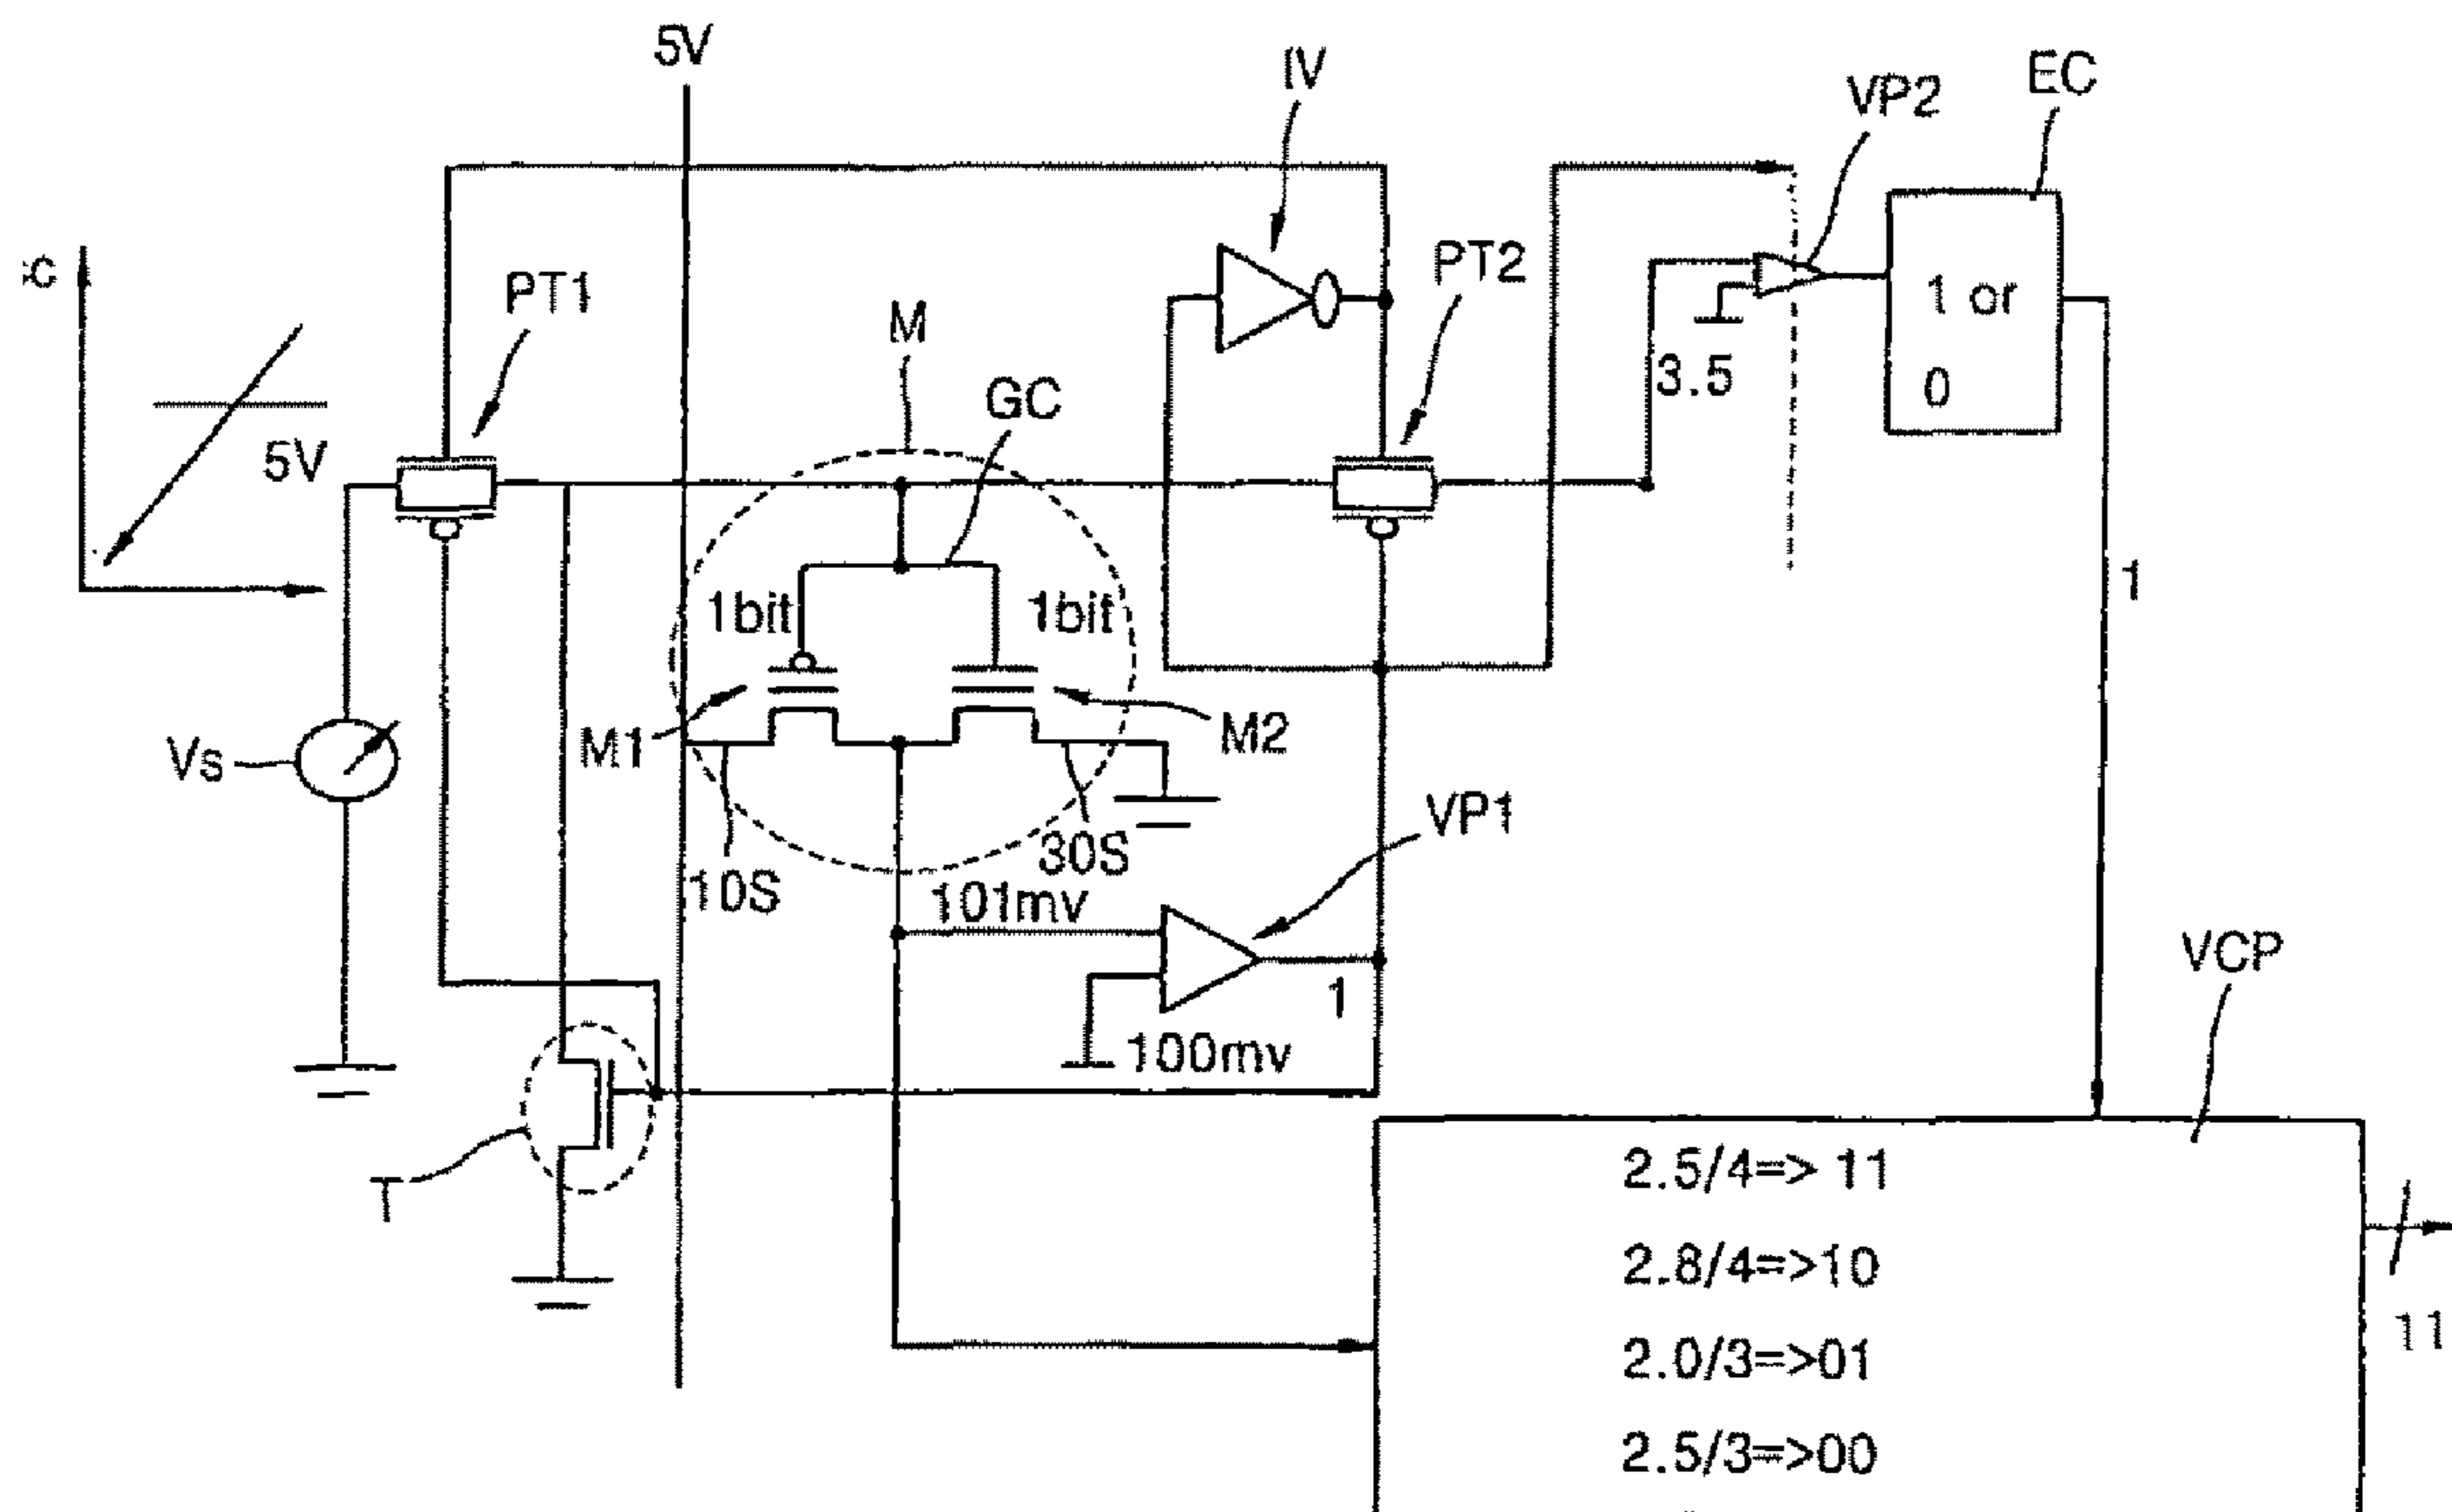 5V
IV
EC
VP2
PT1
PT2
M
GC
1 or
0
3.5
5V
1bit
1bit
1
M1
M2
Vs
VP1
10S
30S
101mv
VCP
1
100mv
T
2.5/4=> 11
2.8/4=>10
2.0/3=>01
2.5/3=>00
11